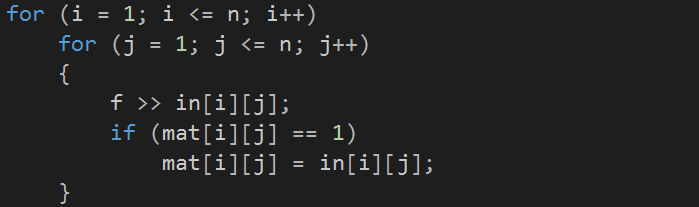 for (i = 1; i <= n; i++)
    for (j = 1; j <= n; j++)
    {
        f >> in[i][j];
        if (mat[i][j] == 1)
            mat[i][j] = in[i][j];
    }